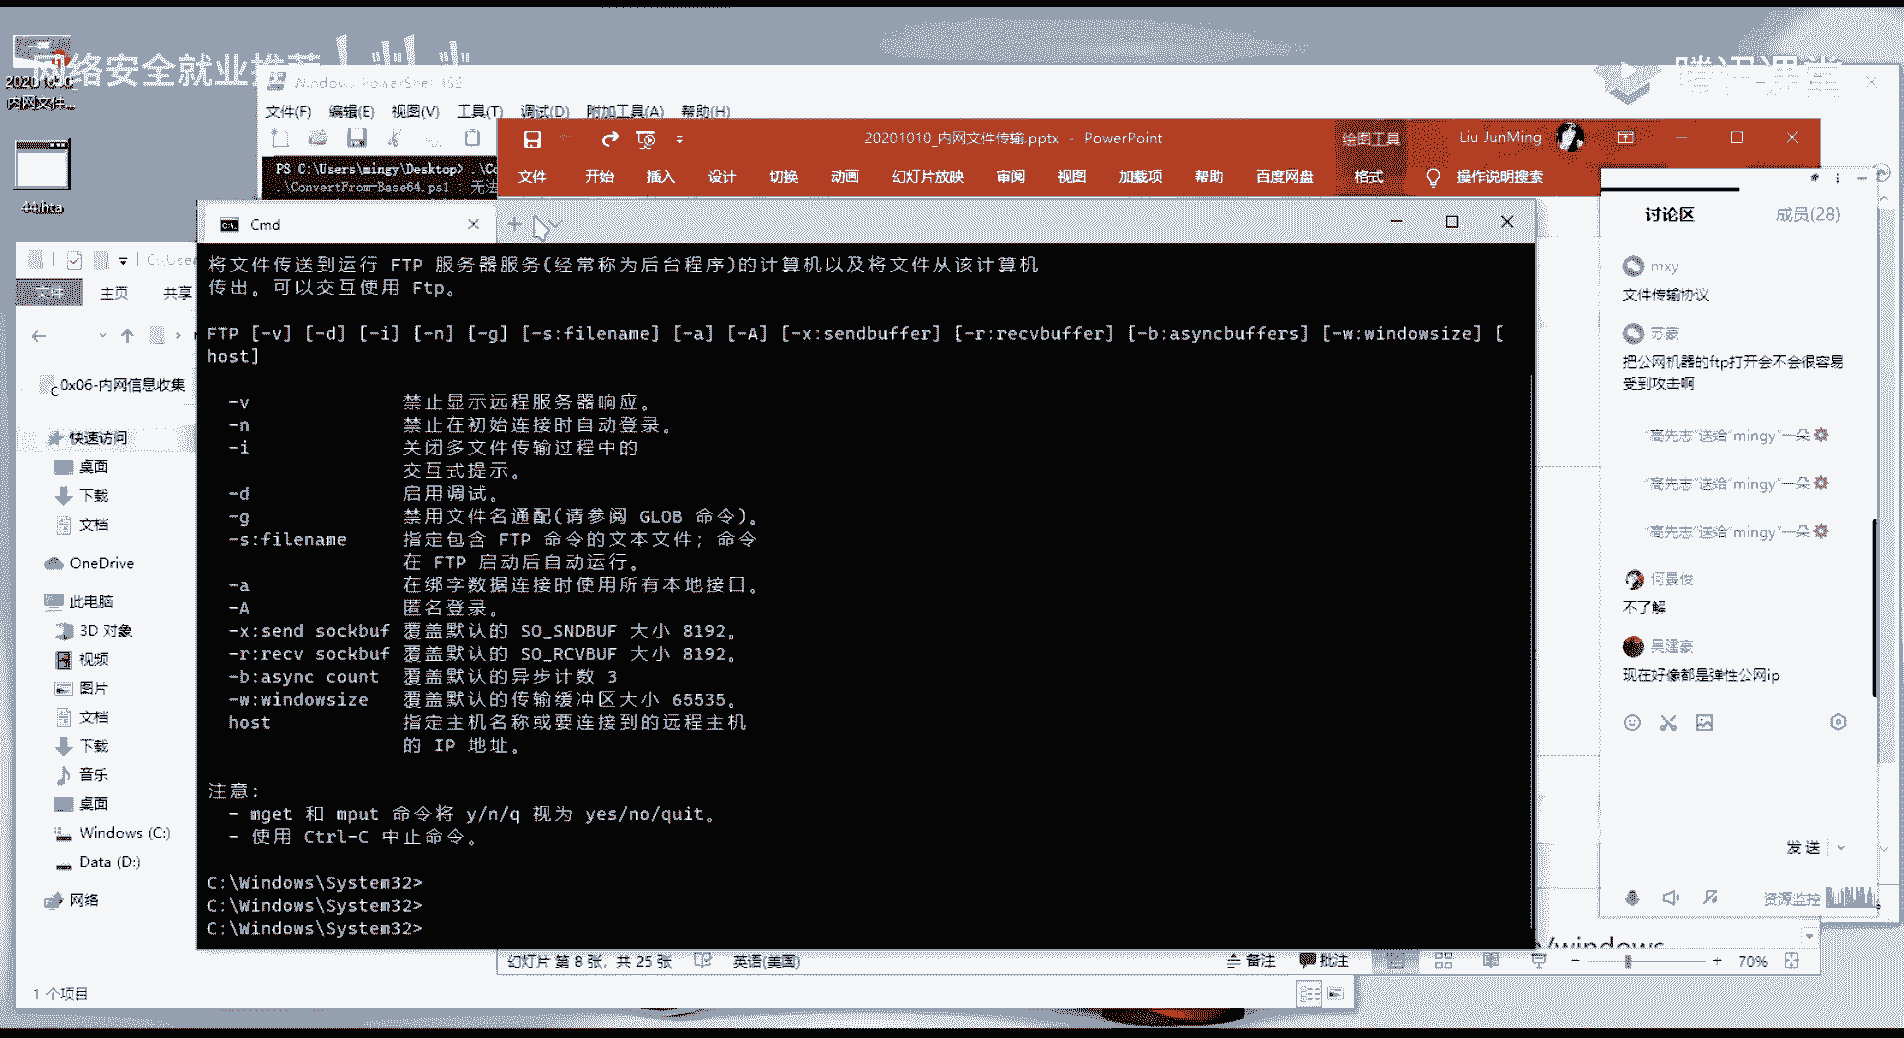 网络安全就业推荐
腾讯课堂
内网文件...
44.hta
Windows PowerShell ISE
文件(F) 编辑(E) 视图(V) 工具(T) 调试(D) 附加工具(A) 帮助(H)
PS C:\Users\mingy\Desktop> .\Co
\ConvertFrom-Base64.ps1 : 无法
20201010_内网文件传输.pptx - PowerPoint
绘图工具
Liu JunMing
文件 开始 插入 设计 切换 动画 幻灯片放映 审阅 视图 加载项 帮助 百度网盘 格式 操作说明搜索
Cmd
将文件传送到运行 FTP 服务器服务(经常称为后台程序)的计算机以及将文件从该计算机
传出。可以交互使用 Ftp。
FTP [-v] [-d] [-i] [-n] [-g] [-s:filename] [-a] [-A] [-x:sendbuffer] [-r:recvbuffer] [-b:asyncbuffers] [-w:windowsize] [
host]
-v 禁止显示远程服务器响应。
-n 禁止在初始连接时自动登录。
-i 关闭多文件传输过程中的
交互式提示。
-d 启用调试。
-g 禁用文件名通配(请参阅 GLOB 命令)。
-s:filename 指定包含 FTP 命令的文本文件; 命令
在 FTP 启动后自动运行。
-a 在绑字数据连接时使用所有本地接口。
-A 匿名登录。
-x:send sockbuf 覆盖默认的 SO_SNDBUF 大小 8192。
-r:recv sockbuf 覆盖默认的 SO_RCVBUF 大小 8192。
-b:async count 覆盖默认的异步计数 3
-w:windowsize 覆盖默认的传输缓冲区大小 65535。
host 指定主机名称或要连接到的远程主机
的 IP 地址。
注意:
- mget 和 mput 命令将 y/n/q 视为 yes/no/quit。
- 使用 Ctrl-C 中止命令。
C:\Windows\System32>
C:\Windows\System32>
C:\Windows\System32>
C:\Use
文件 主页 共享
0x06-内网信息收集
快速访问
桌面
下载
文档
OneDrive
此电脑
3D 对象
视频
图片
文档
下载
音乐
桌面
Windows (C:)
Data (D:)
网络
1 个项目
讨论区 成员(28)
mxy
文件传输协议
苏豪
把公网机器的ftp打开会不会很容易
受到攻击啊
"高先志"送给"mingy"一朵
"高先志"送给"mingy"一朵
"高先志"送给"mingy"一朵
不了解
吴建豪
现在好像都是弹性公网ip
发送
资源监控
/windows
幻灯片 第 8 张, 共 25 张 英语(美国) 备注 批注 70%